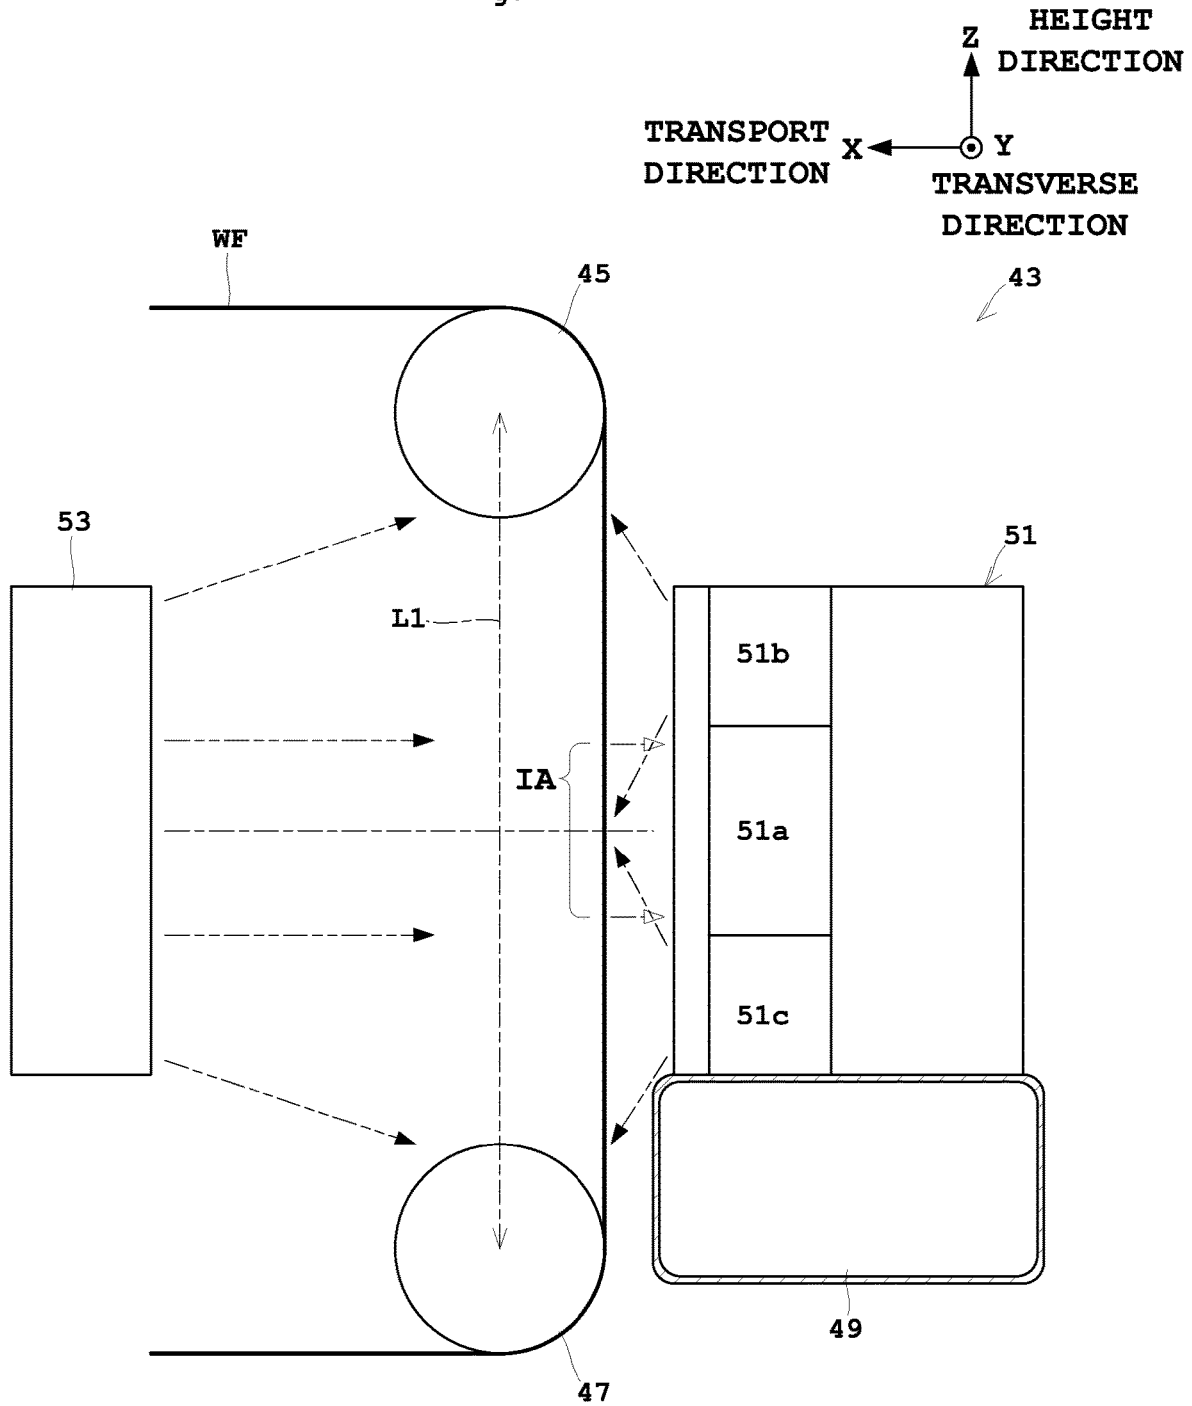 HEIGHT
Z DIRECTION
TRANSPORT
DIRECTION
X
Y
TRANSVERSE
DIRECTION
WF
45
43
53
51
L1
51b
IA
51a
51c
49
47